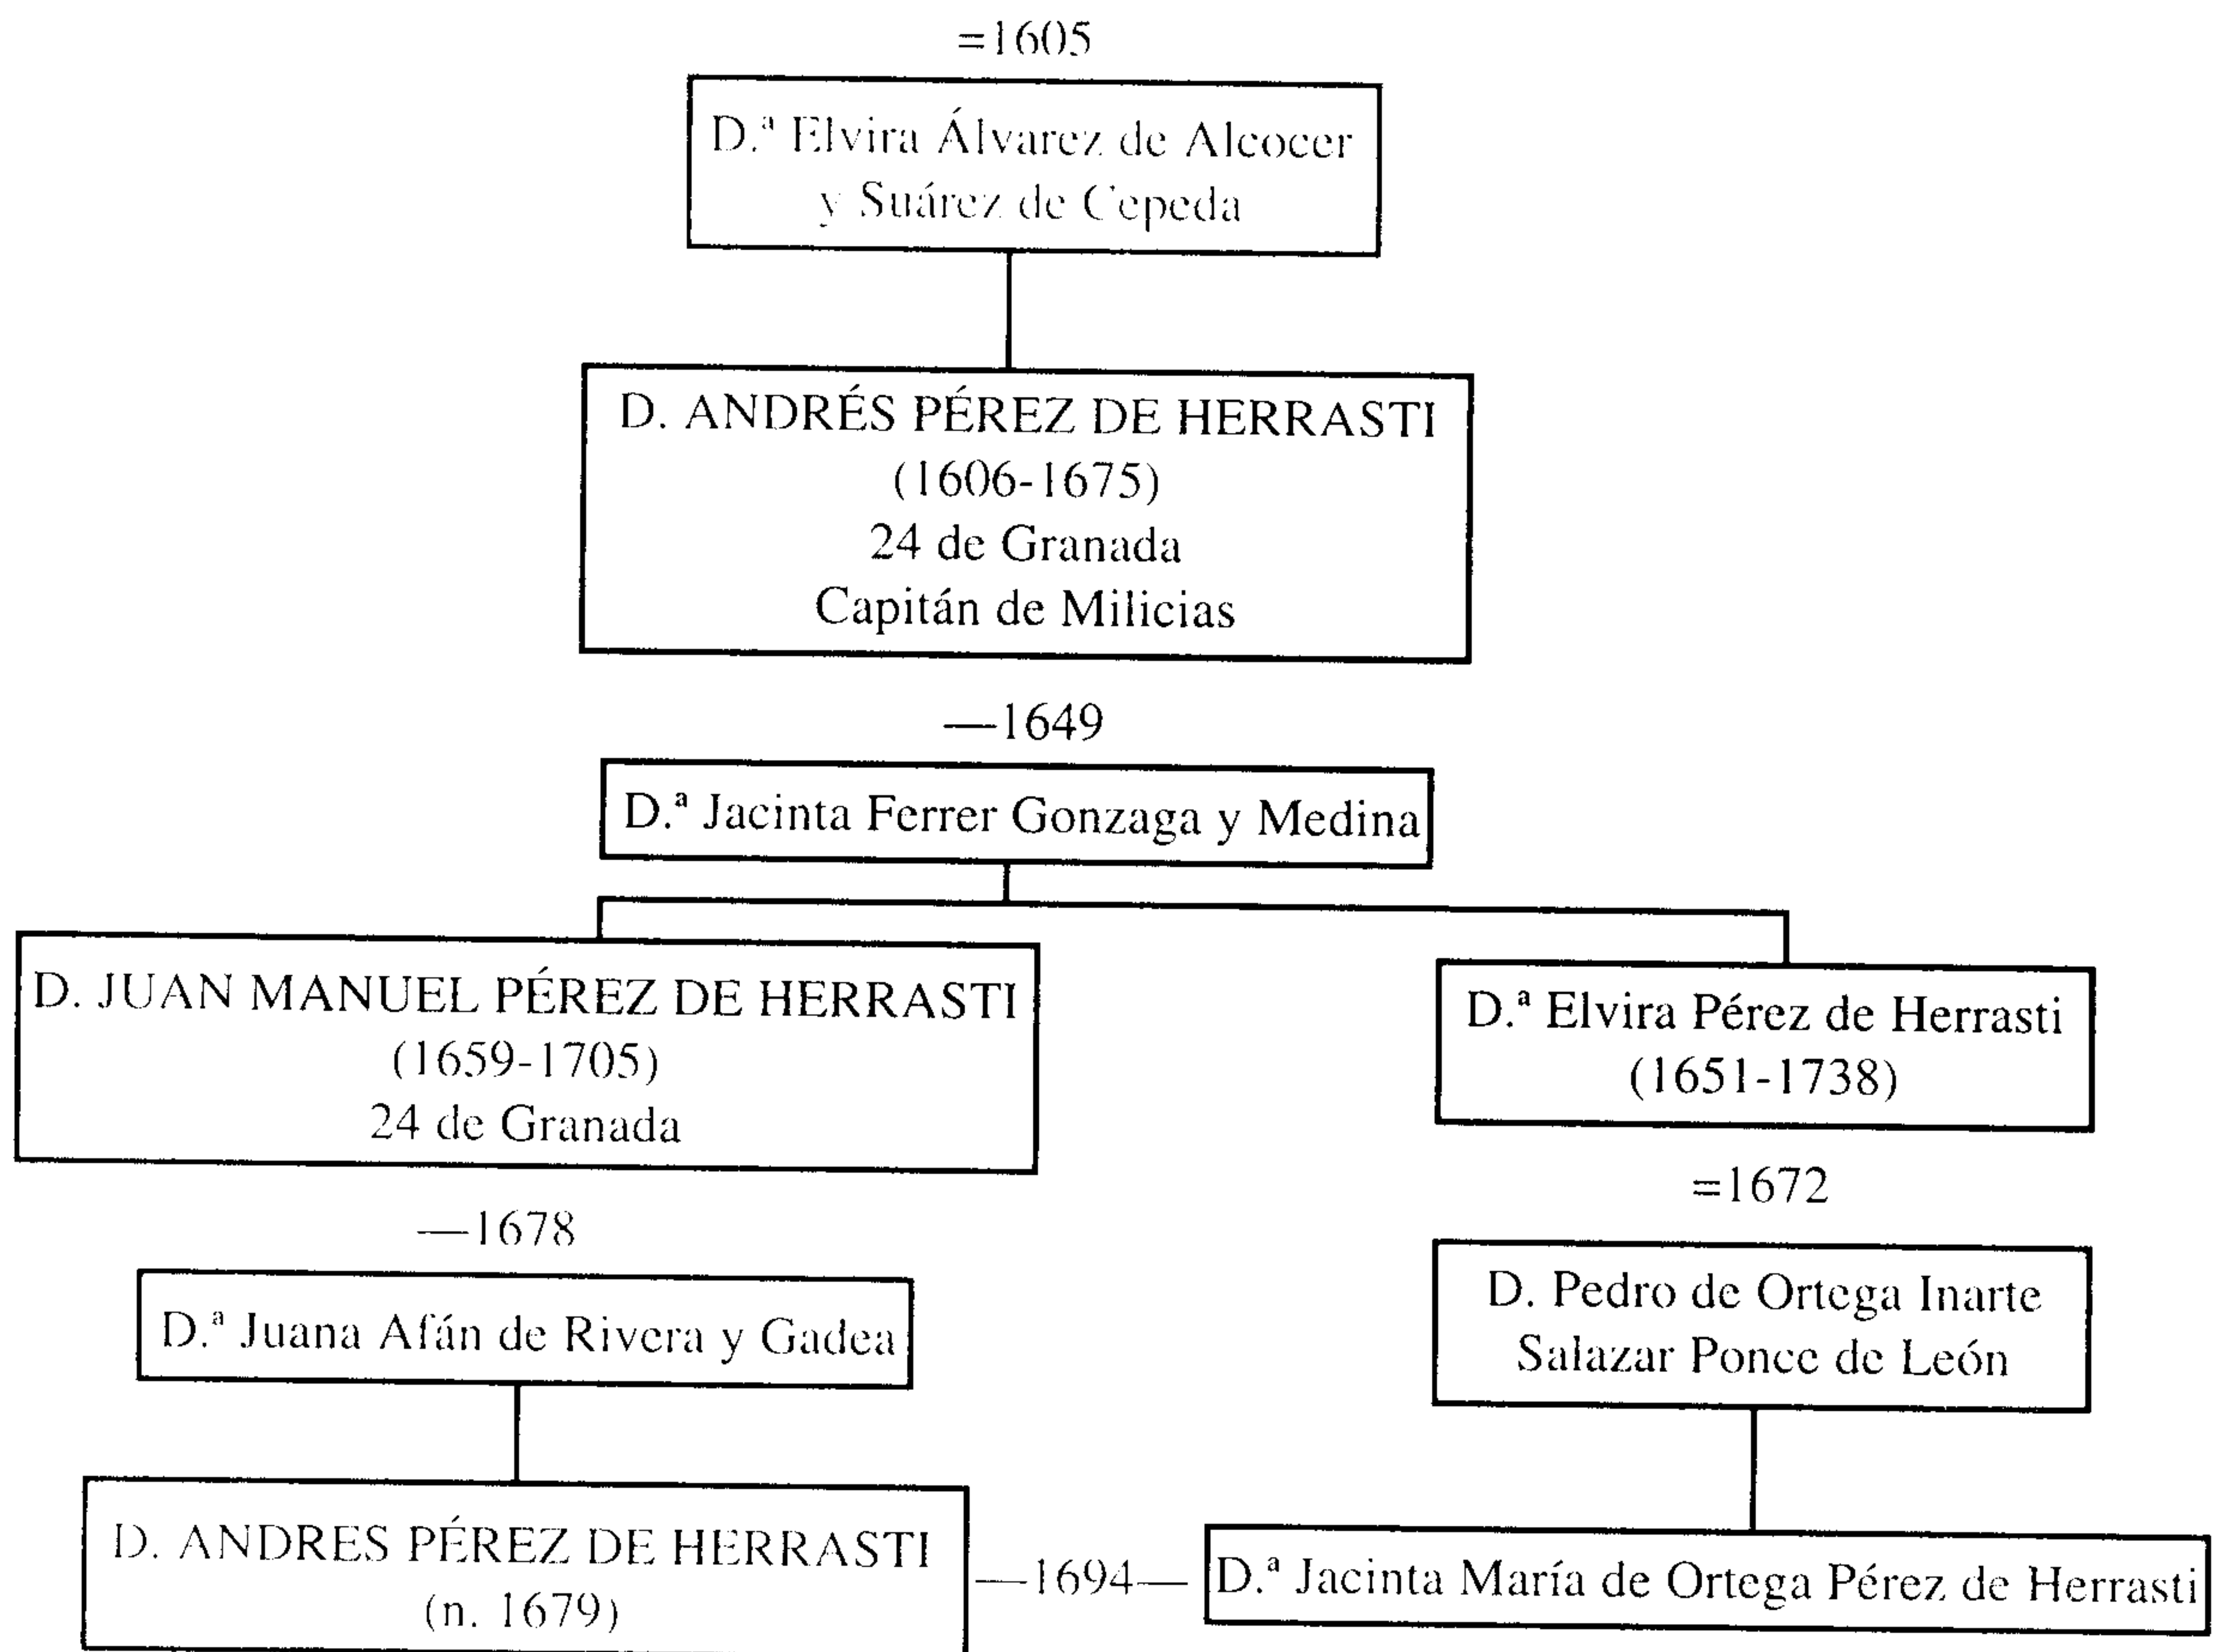 =1605
D.ª Elvira Álvarez de Alcocer
y Suárez de Cepeda
D. ANDRÉS PÉREZ DE HERRASTI
(1606-1675)
24 de Granada
Capitán de Milicias
—1649
D.ª Jacinta Ferrer Gonzaga y Medina
D. JUAN MANUEL PÉREZ DE HERRASTI
(1659-1705)
24 de Granada
—1678
D.ª Juana Afán de Rivera y Gadea
D.ª Elvira Pérez de Herrasti
(1651-1738)
=1672
D. Pedro de Ortega Inarte
Salazar Ponce de León
D. ANDRES PÉREZ DE HERRASTI
(n. 1679)
—1694—
D.ª Jacinta María de Ortega Pérez de Herrasti